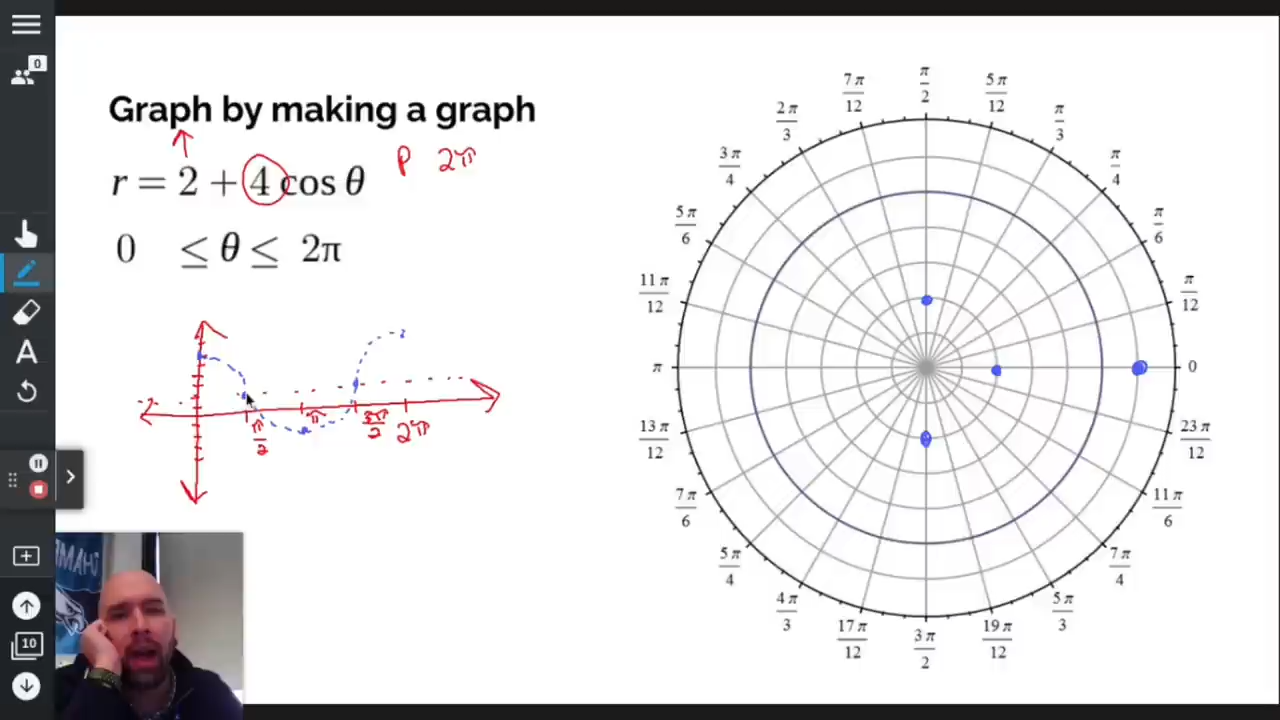 0
Graph by making a graph
r = 2 + 4 cos θ
P 2π
0 ≤ θ ≤ 2π
π/2
π
3π/2
2π
π/2
7π/12
5π/12
2π/3
π/3
3π/4
π/4
5π/6
π/6
11π/12
π/12
π
0
13π/12
23π/12
7π/6
11π/6
5π/4
7π/4
4π/3
5π/3
17π/12
19π/12
3π/2
A
10
CHAMP